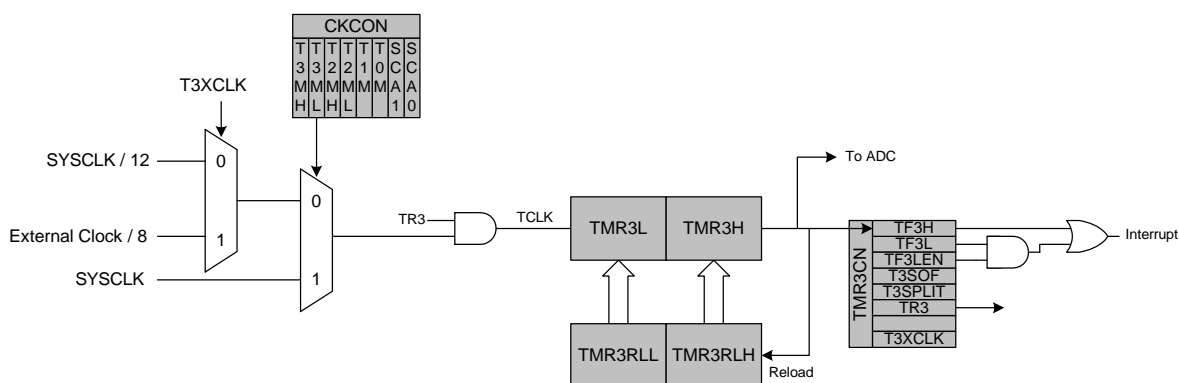 CKCON
T3MH T3ML T2MH T2ML T1M T0M SCA1 SCA0
T3XCLK
SYSCLK / 12
0
0
External Clock / 8
1
SYSCLK
1
TR3
TCLK
TMR3L
TMR3H
To ADC
TMR3RLL
TMR3RLH
Reload
TMR3CN
TF3H
TF3L
TF3LEN
T3SOF
T3SPLIT
TR3
T3XCLK
Interrupt